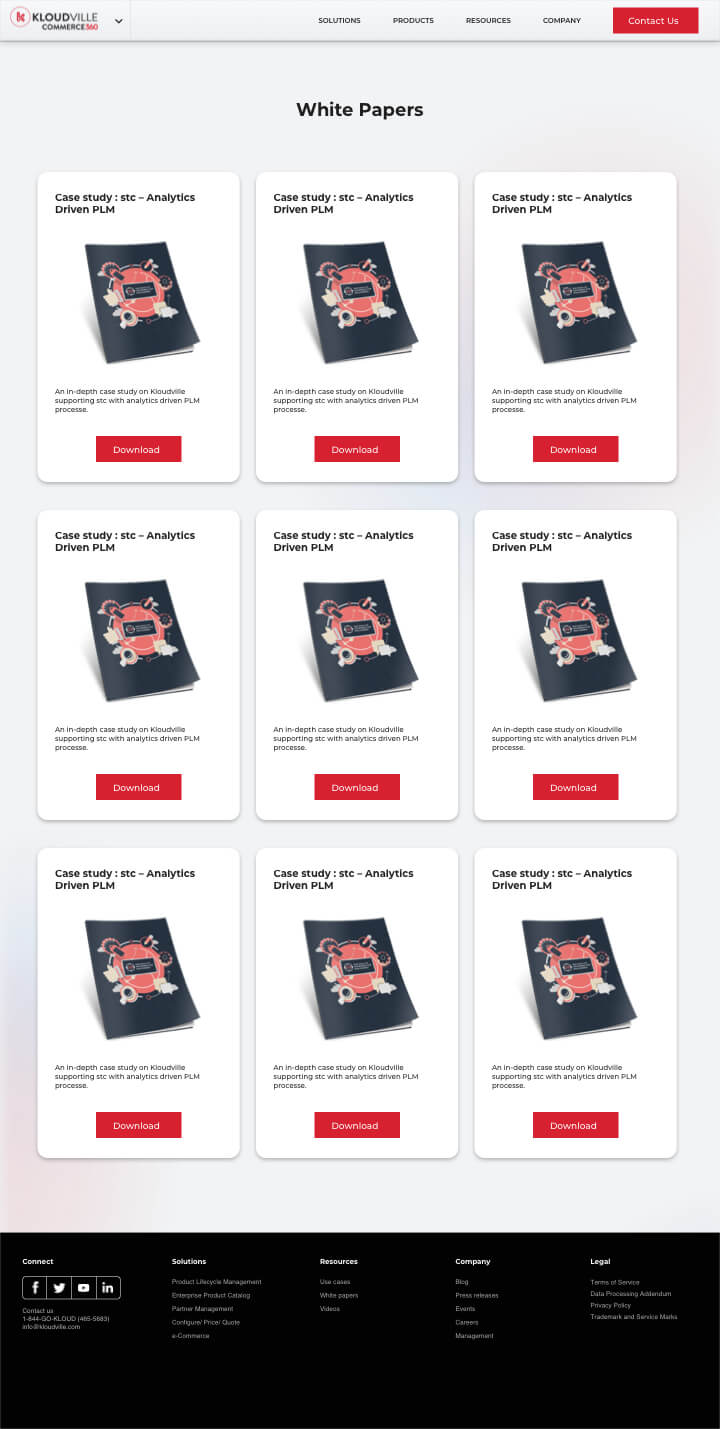 KLOUDVILLE
COMMERCE360
SOLUTIONS
PRODUCTS
RESOURCES
COMPANY
Contact Us
White Papers
Case study : stc – Analytics
Driven PLM
An in-depth case study on Kloudville
supporting stc with analytics driven PLM
processe.
Download
Case study : stc – Analytics
Driven PLM
An in-depth case study on Kloudville
supporting stc with analytics driven PLM
processe.
Download
Case study : stc – Analytics
Driven PLM
An in-depth case study on Kloudville
supporting stc with analytics driven PLM
processe.
Download
Case study : stc – Analytics
Driven PLM
An in-depth case study on Kloudville
supporting stc with analytics driven PLM
processe.
Download
Case study : stc – Analytics
Driven PLM
An in-depth case study on Kloudville
supporting stc with analytics driven PLM
processe.
Download
Case study : stc – Analytics
Driven PLM
An in-depth case study on Kloudville
supporting stc with analytics driven PLM
processe.
Download
Case study : stc – Analytics
Driven PLM
An in-depth case study on Kloudville
supporting stc with analytics driven PLM
processe.
Download
Case study : stc – Analytics
Driven PLM
An in-depth case study on Kloudville
supporting stc with analytics driven PLM
processe.
Download
Case study : stc – Analytics
Driven PLM
An in-depth case study on Kloudville
supporting stc with analytics driven PLM
processe.
Download
Connect
Contact us
1-844-GO-KLOUD (465-5683)
info@kloudville.com
Solutions
Product Lifecycle Management
Enterprise Product Catalog
Partner Management
Configure/ Price/ Quote
e-Commerce
Resources
Use cases
White papers
Videos
Company
Blog
Press releases
Events
Careers
Management
Legal
Terms of Service
Data Processing Addendum
Privacy Policy
Trademark and Service Marks